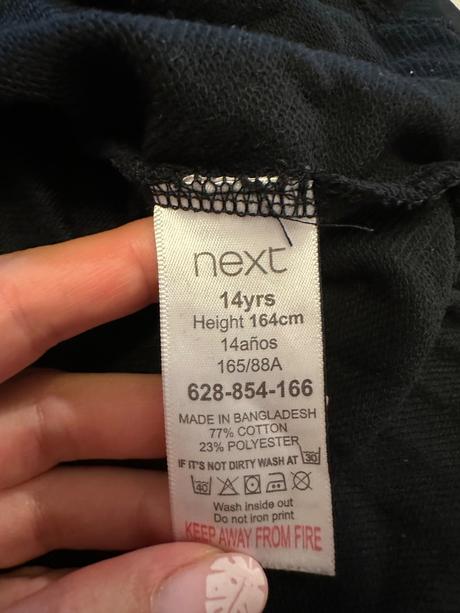 next
14yrs
Height 164cm
14años
165/88A
628-854-166
MADE IN BANGLADESH
77% COTTON
23% POLYESTER
IF IT'S NOT DIRTY WASH AT 30
40
Wash inside out
Do not iron print
KEEP AWAY FROM FIRE